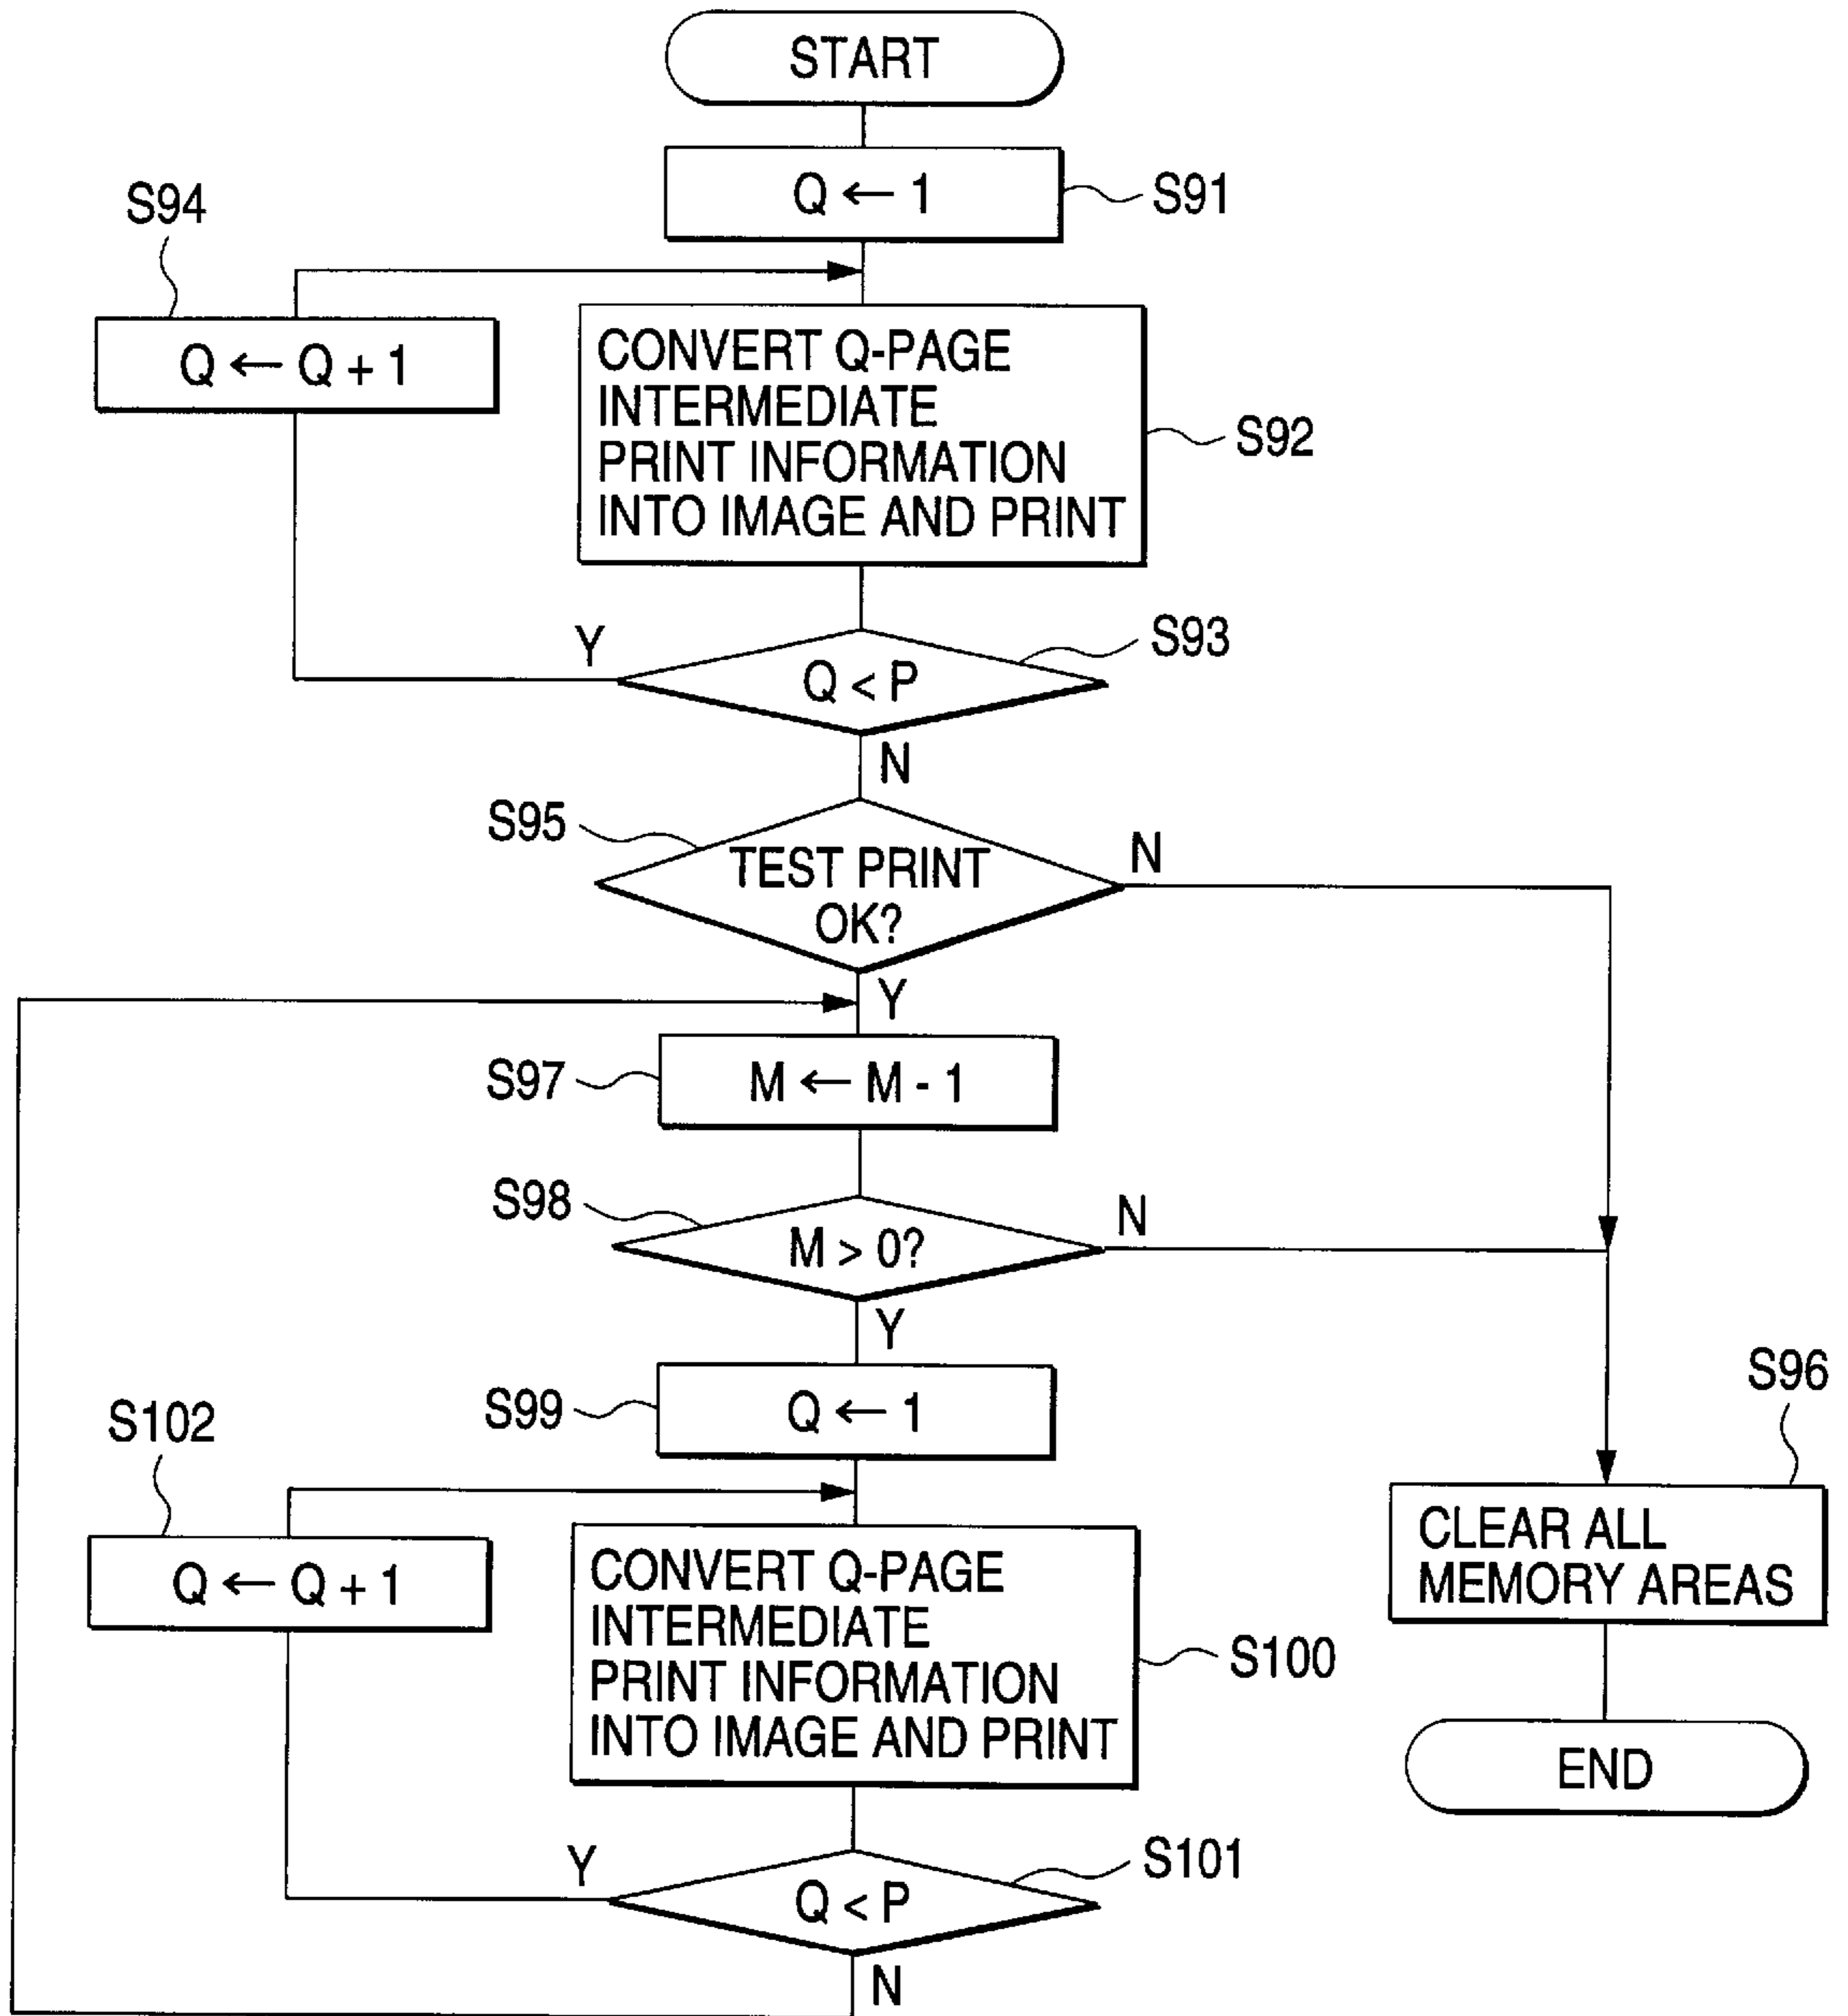 START
Q ← 1
S91
S94
Q ← Q + 1
CONVERT Q-PAGE
INTERMEDIATE
PRINT INFORMATION
INTO IMAGE AND PRINT
S92
Y
Q < P
S93
N
S95
TEST PRINT
OK?
N
Y
S97
M ← M - 1
S98
M > 0?
N
Y
S99
Q ← 1
S96
CLEAR ALL
MEMORY AREAS
S102
Q ← Q + 1
CONVERT Q-PAGE
INTERMEDIATE
PRINT INFORMATION
INTO IMAGE AND PRINT
S100
END
Y
Q < P
S101
N